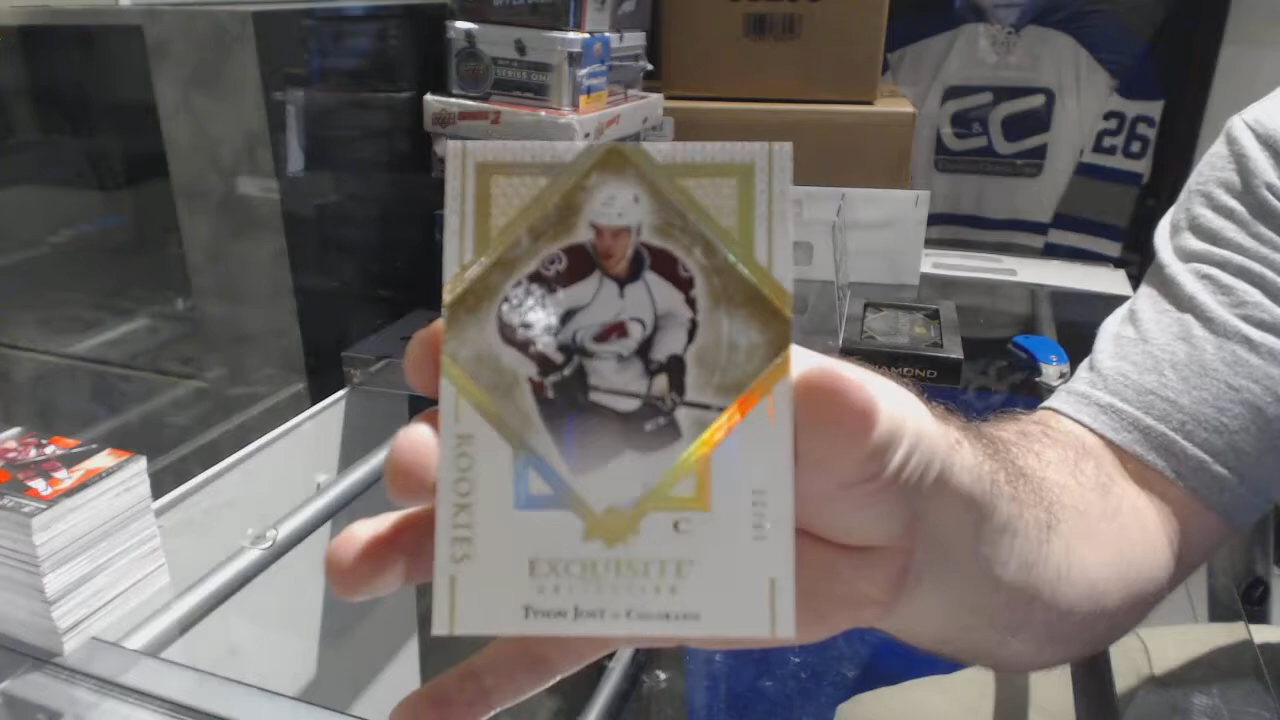 SERIES ONE
C&C
26
DIAMOND
ROOKIES
C
EXQUISITE
COLLECTION
TYSON JOST - COLORADO